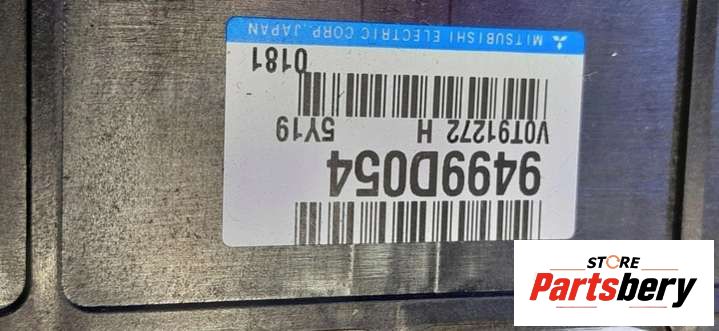 9499D054
V0T91272 H 5Y19
0181
MITSUBISHI ELECTRIC CORP. JAPAN
STORE
Partsbery